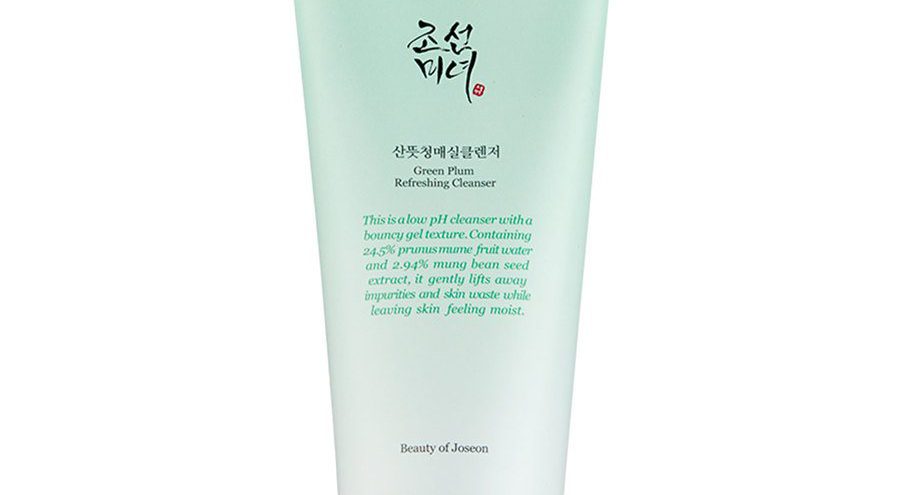 조선
미녀
산뜻청매실클렌저
Green Plum
Refreshing Cleanser
This is a low pH cleanser with a
bouncy gel texture. Containing
24.5% prunus mume fruit water
and 2.94% mung bean seed
extract, it gently lifts away
impurities and skin waste while
leaving skin feeling moist.
Beauty of Joseon